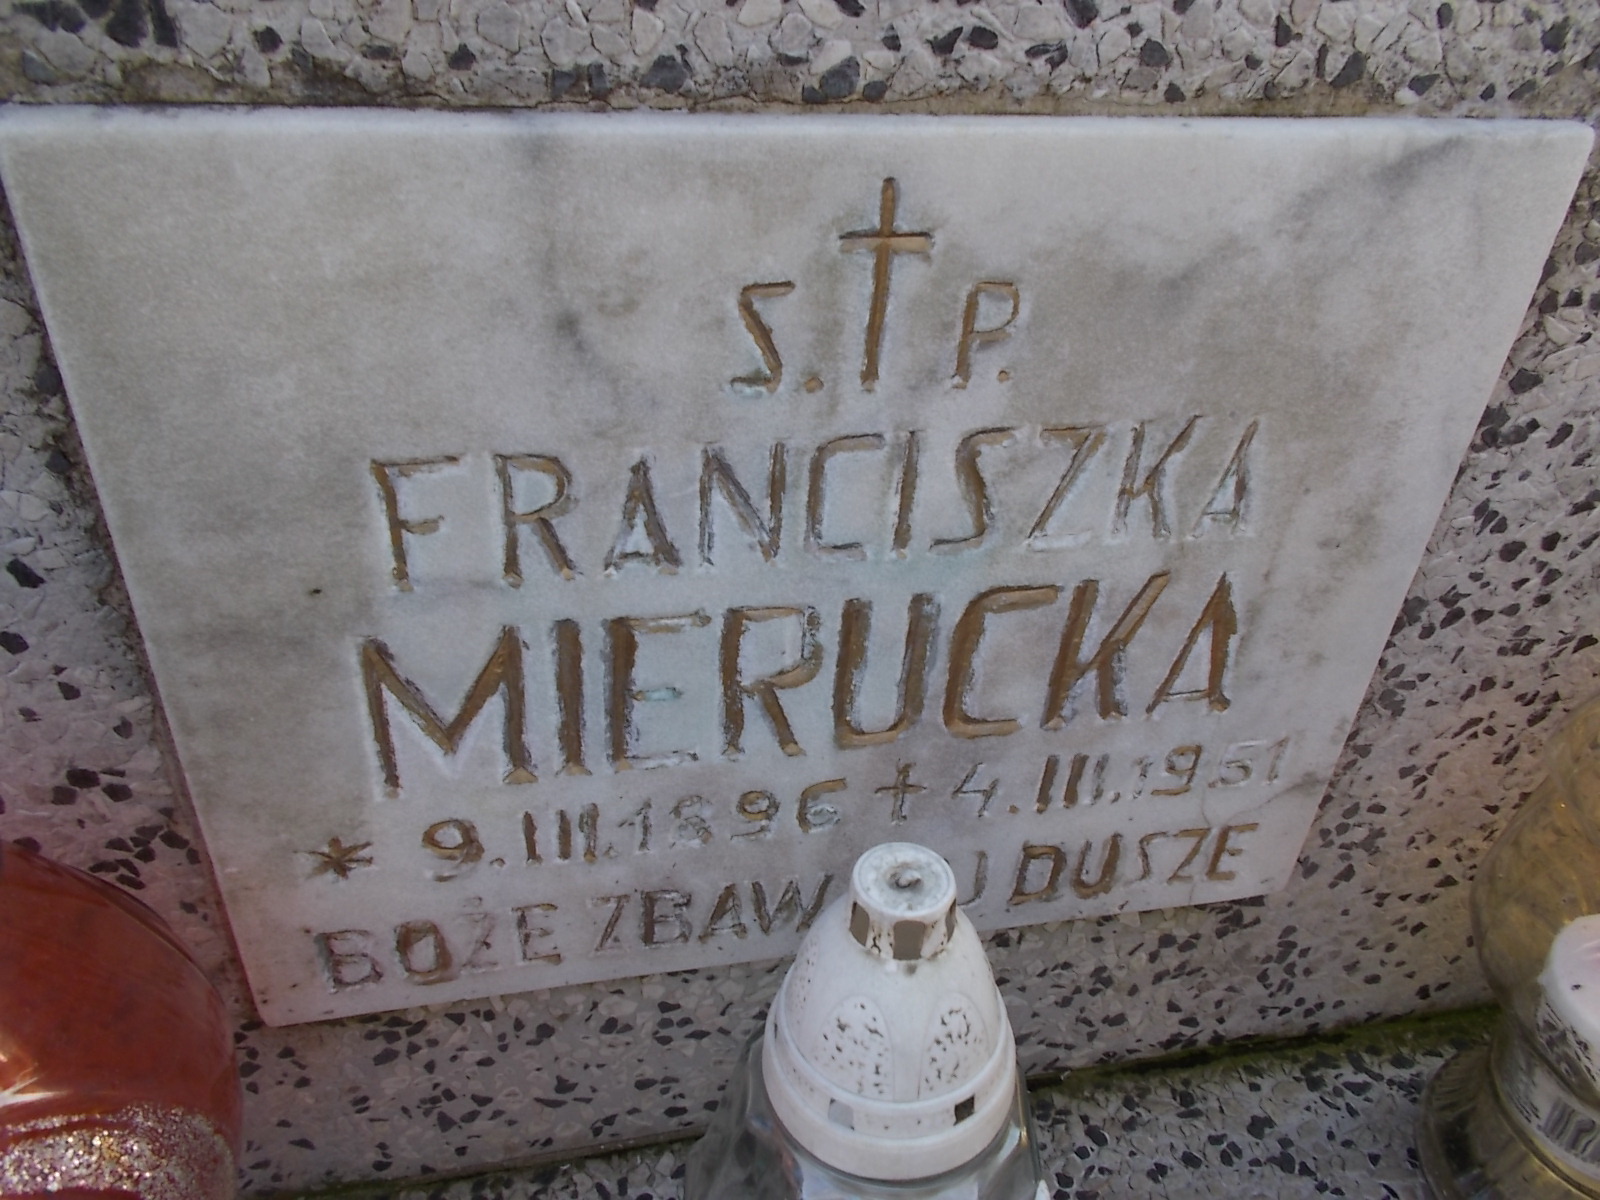 S. † P.
FRANCISZKA
MIERUCKA
* 9.III.1896 † 4.III.1951
BOŻE ZBAW DUSZE